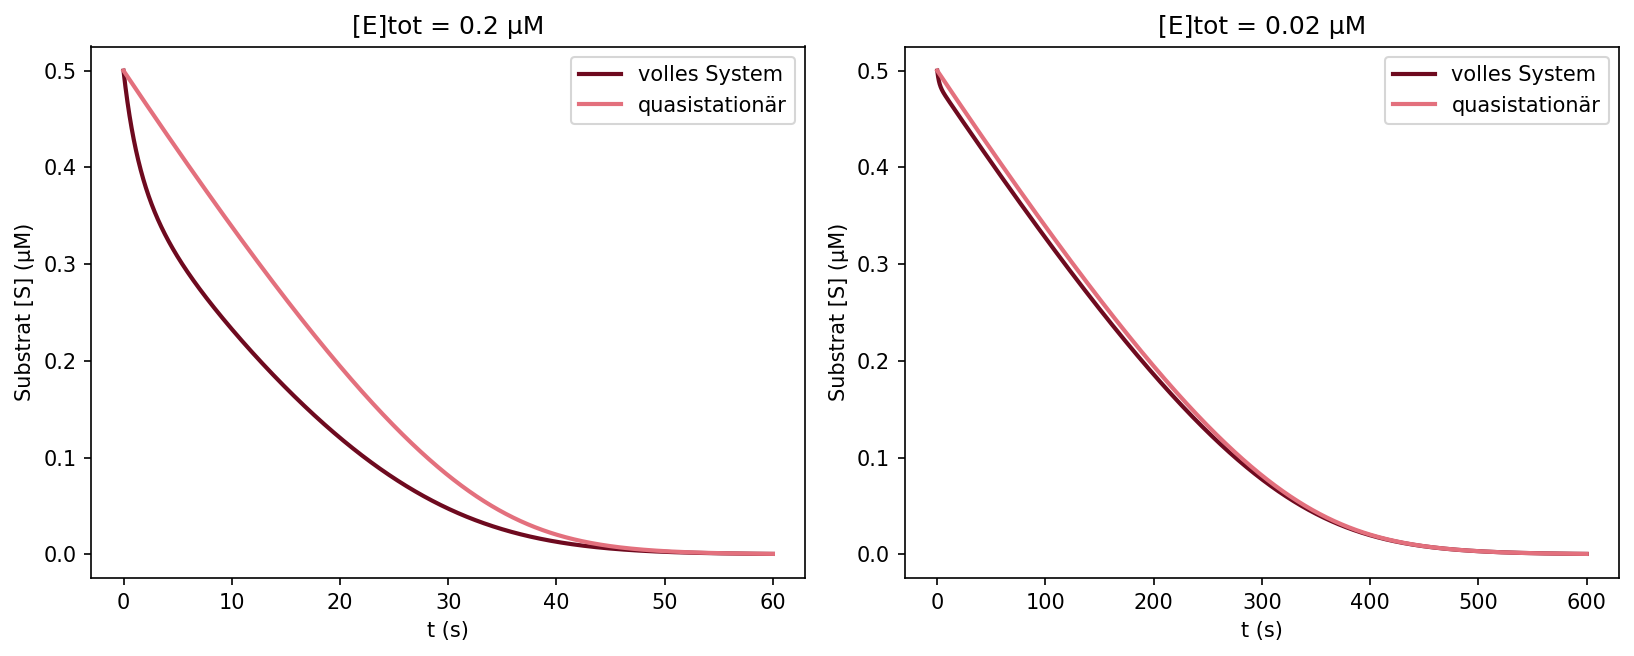 [E]tot = 0.2 µM
volles System
quasistationär
Substrat [S] (µM)
0.5
0.4
0.3
0.2
0.1
0.0
0 10 20 30 40 50 60
t (s)
[E]tot = 0.02 µM
volles System
quasistationär
Substrat [S] (µM)
0.5
0.4
0.3
0.2
0.1
0.0
0 100 200 300 400 500 600
t (s)